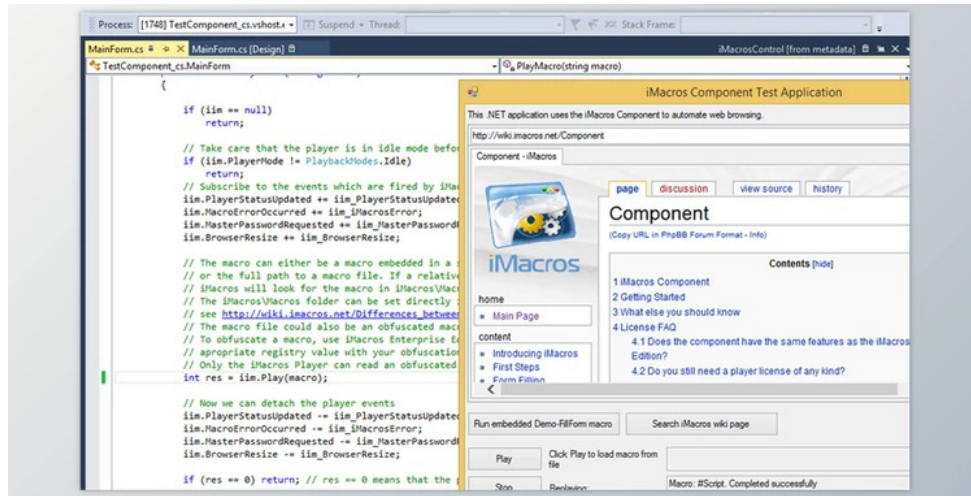 Process: [1748] TestComponent_cs.vshost.e Suspend Thread: Stack Frame:
MainForm.cs MainForm.cs [Design] iMacrosControl [from metadata]
TestComponent_cs.MainForm PlayMacro(string macro)
{
if (iim == null)
return;
// Take care that the player is in idle mode befor
if (iim.PlayerMode != PlaybackModes.Idle)
return;
// Subscribe to the events which are fired by iMa
iim.PlayerStatusUpdated += iim_PlayerStatusUpdated
iim.MacroErrorOccurred += iim_iMacrosError;
iim.MasterPasswordRequested += iim_MasterPassword
iim.BrowserResize += iim_BrowserResize;
// The macro can either be a macro embedded in a s
// or the full path to a macro file. If a relative
// iMacros will look for the macro in iMacros\Mac
// The iMacros\Macros folder can be set directly
// see http://wiki.imacros.net/Differences_between
// The macro file could also be an obfuscated mac
// To obfuscate a macro, use iMacros Enterprise Ed
// apropriate registry value with your obfuscation
// Only the iMacros Player can read an obfuscated
int res = iim.Play(macro);
// Now we can detach the player events
iim.PlayerStatusUpdated -= iim_PlayerStatusUpdated
iim.MacroErrorOccurred -= iim_iMacrosError;
iim.MasterPasswordRequested -= iim_MasterPassword
iim.BrowserResize -= iim_BrowserResize;
if (res == 0) return; // res == 0 means that the p
iMacros Component Test Application
This .NET application uses the iMacros Component to automate web browsing.
http://wiki.imacros.net/Component
Component - iMacros
page discussion view source history
Component
(Copy URL in PhpBB Forum Format - Info)
iMacros
home
Main Page
content
Introducing iMacros
First Steps
Form Filling
Contents [hide]
1 iMacros Component
2 Getting Started
3 What else you should know
4 License FAQ
4.1 Does the component have the same features as the iMacros
Edition?
4.2 Do you still need a player license of any kind?
Run embedded Demo-FillForm macro Search iMacros wiki page
Play Click Play to load macro from
file
Stop Replaying: Macro: #Script. Completed successfully